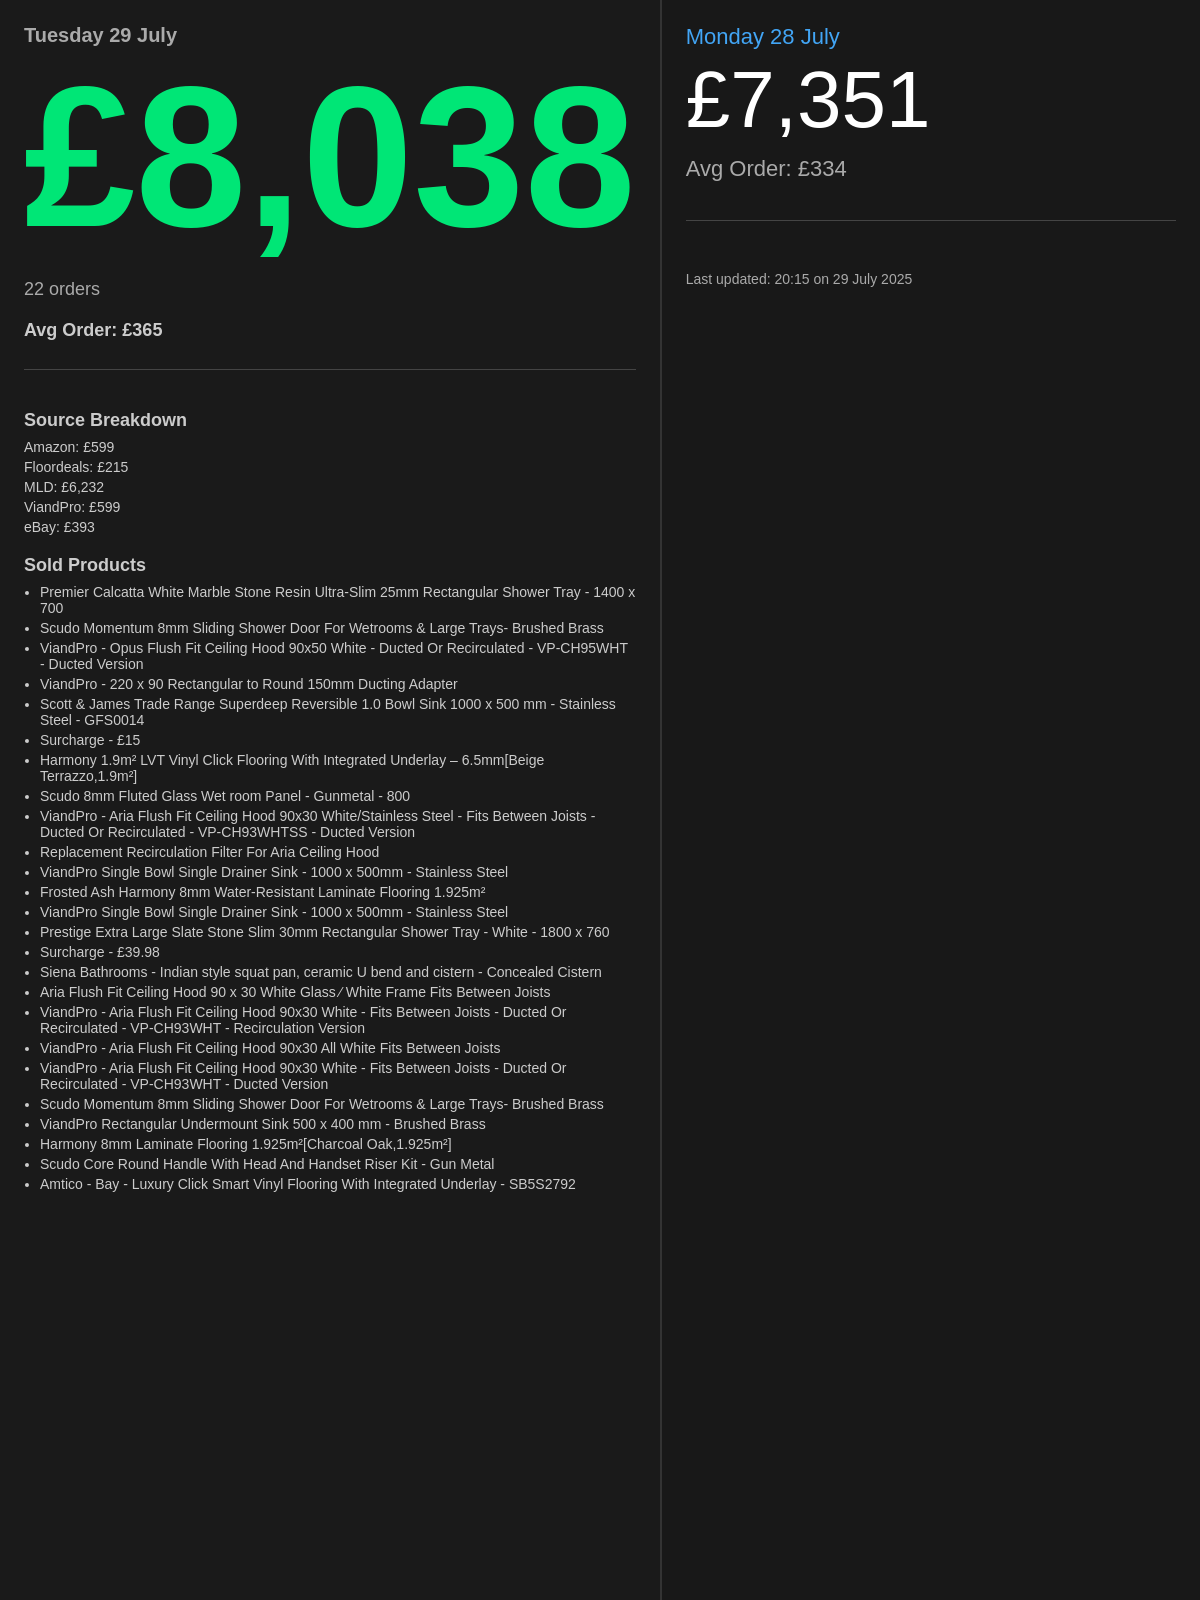 Tuesday 29 July
£8,038
22 orders
Avg Order: £365
Source Breakdown
Amazon: £599
Floordeals: £215
MLD: £6,232
ViandPro: £599
eBay: £393
Sold Products
• Premier Calcatta White Marble Stone Resin Ultra-Slim 25mm Rectangular Shower Tray - 1400 x
700
• Scudo Momentum 8mm Sliding Shower Door For Wetrooms & Large Trays- Brushed Brass
• ViandPro - Opus Flush Fit Ceiling Hood 90x50 White - Ducted Or Recirculated - VP-CH95WHT
- Ducted Version
• ViandPro - 220 x 90 Rectangular to Round 150mm Ducting Adapter
• Scott & James Trade Range Superdeep Reversible 1.0 Bowl Sink 1000 x 500 mm - Stainless
Steel - GFS0014
• Surcharge - £15
• Harmony 1.9m² LVT Vinyl Click Flooring With Integrated Underlay – 6.5mm[Beige
Terrazzo,1.9m²]
• Scudo 8mm Fluted Glass Wet room Panel - Gunmetal - 800
• ViandPro - Aria Flush Fit Ceiling Hood 90x30 White/Stainless Steel - Fits Between Joists -
Ducted Or Recirculated - VP-CH93WHTSS - Ducted Version
• Replacement Recirculation Filter For Aria Ceiling Hood
• ViandPro Single Bowl Single Drainer Sink - 1000 x 500mm - Stainless Steel
• Frosted Ash Harmony 8mm Water-Resistant Laminate Flooring 1.925m²
• ViandPro Single Bowl Single Drainer Sink - 1000 x 500mm - Stainless Steel
• Prestige Extra Large Slate Stone Slim 30mm Rectangular Shower Tray - White - 1800 x 760
• Surcharge - £39.98
• Siena Bathrooms - Indian style squat pan, ceramic U bend and cistern - Concealed Cistern
• Aria Flush Fit Ceiling Hood 90 x 30 White Glass ⁄ White Frame Fits Between Joists
• ViandPro - Aria Flush Fit Ceiling Hood 90x30 White - Fits Between Joists - Ducted Or
Recirculated - VP-CH93WHT - Recirculation Version
• ViandPro - Aria Flush Fit Ceiling Hood 90x30 All White Fits Between Joists
• ViandPro - Aria Flush Fit Ceiling Hood 90x30 White - Fits Between Joists - Ducted Or
Recirculated - VP-CH93WHT - Ducted Version
• Scudo Momentum 8mm Sliding Shower Door For Wetrooms & Large Trays- Brushed Brass
• ViandPro Rectangular Undermount Sink 500 x 400 mm - Brushed Brass
• Harmony 8mm Laminate Flooring 1.925m²[Charcoal Oak,1.925m²]
• Scudo Core Round Handle With Head And Handset Riser Kit - Gun Metal
• Amtico - Bay - Luxury Click Smart Vinyl Flooring With Integrated Underlay - SB5S2792
Monday 28 July
£7,351
Avg Order: £334
Last updated: 20:15 on 29 July 2025